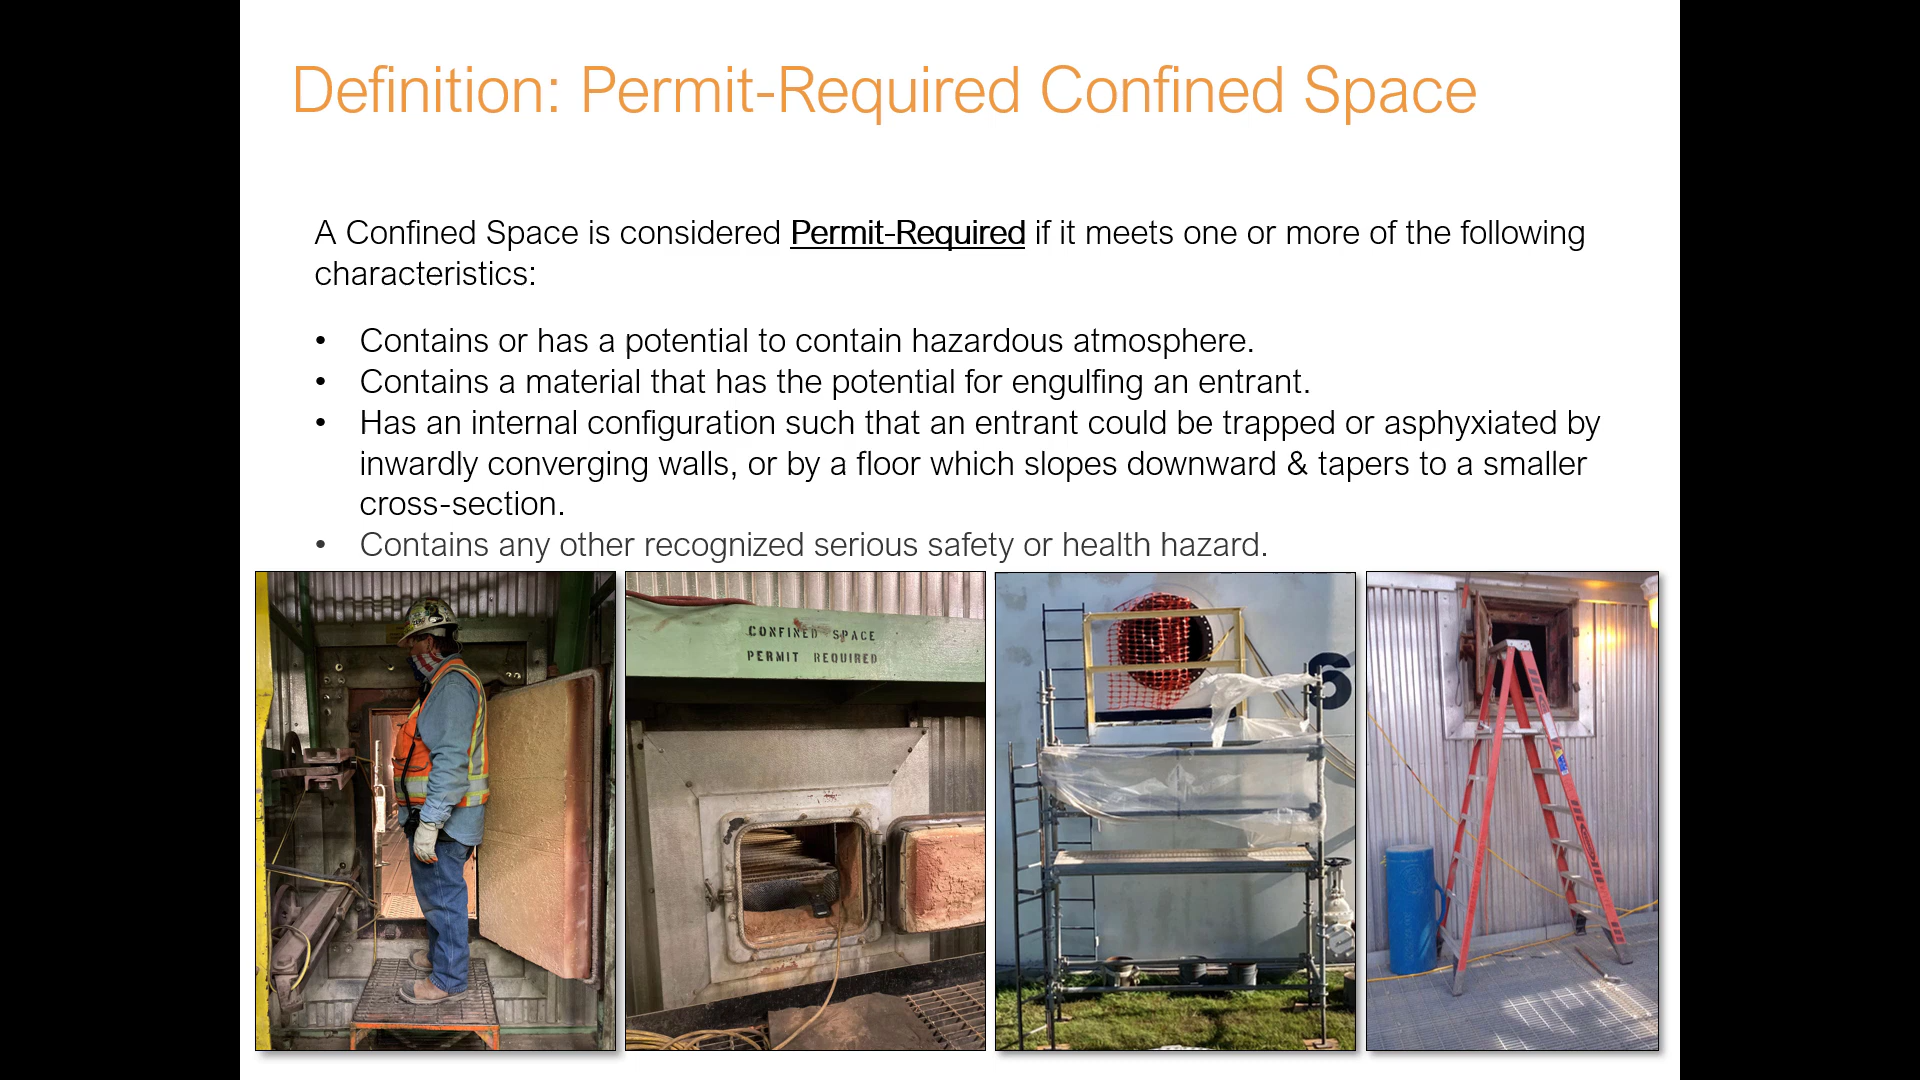 Definition: Permit-Required Confined Space
A Confined Space is considered Permit-Required if it meets one or more of the following
characteristics:
• Contains or has a potential to contain hazardous atmosphere.
• Contains a material that has the potential for engulfing an entrant.
• Has an internal configuration such that an entrant could be trapped or asphyxiated by
inwardly converging walls, or by a floor which slopes downward & tapers to a smaller
cross-section.
• Contains any other recognized serious safety or health hazard.
CONFINED SPACE
PERMIT REQUIRED
6